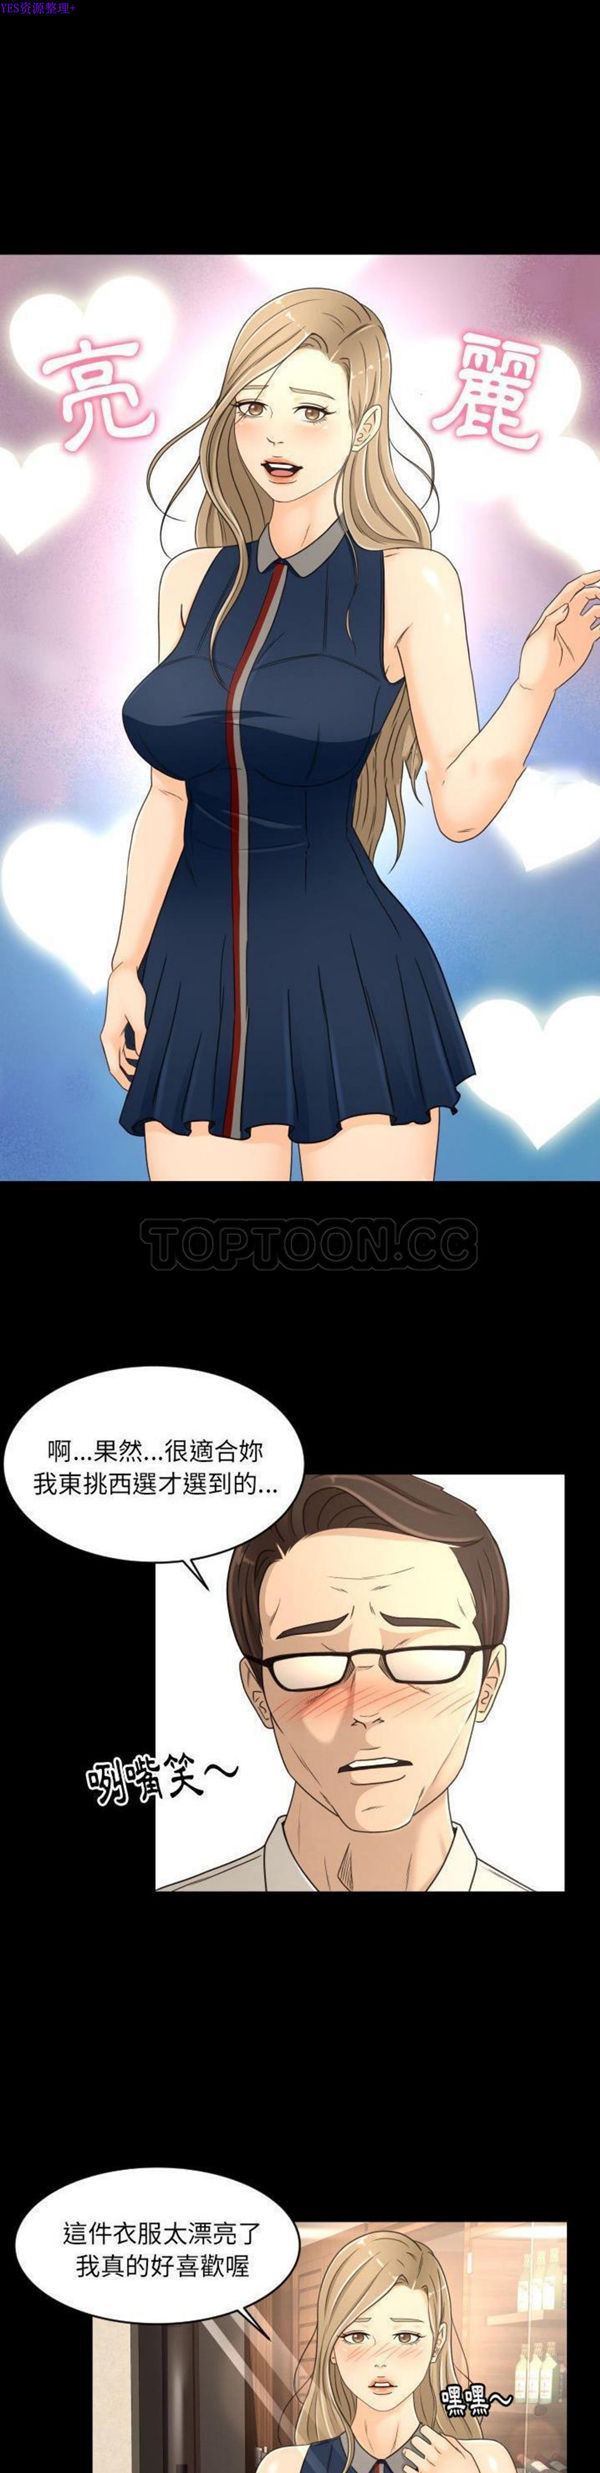 YES资源整理+
亮麗
TOPTOON.CC
啊...果然...很適合妳
我東挑西選才選到的...
咧嘴笑～
這件衣服太漂亮了
我真的好喜歡喔
嘿嘿～